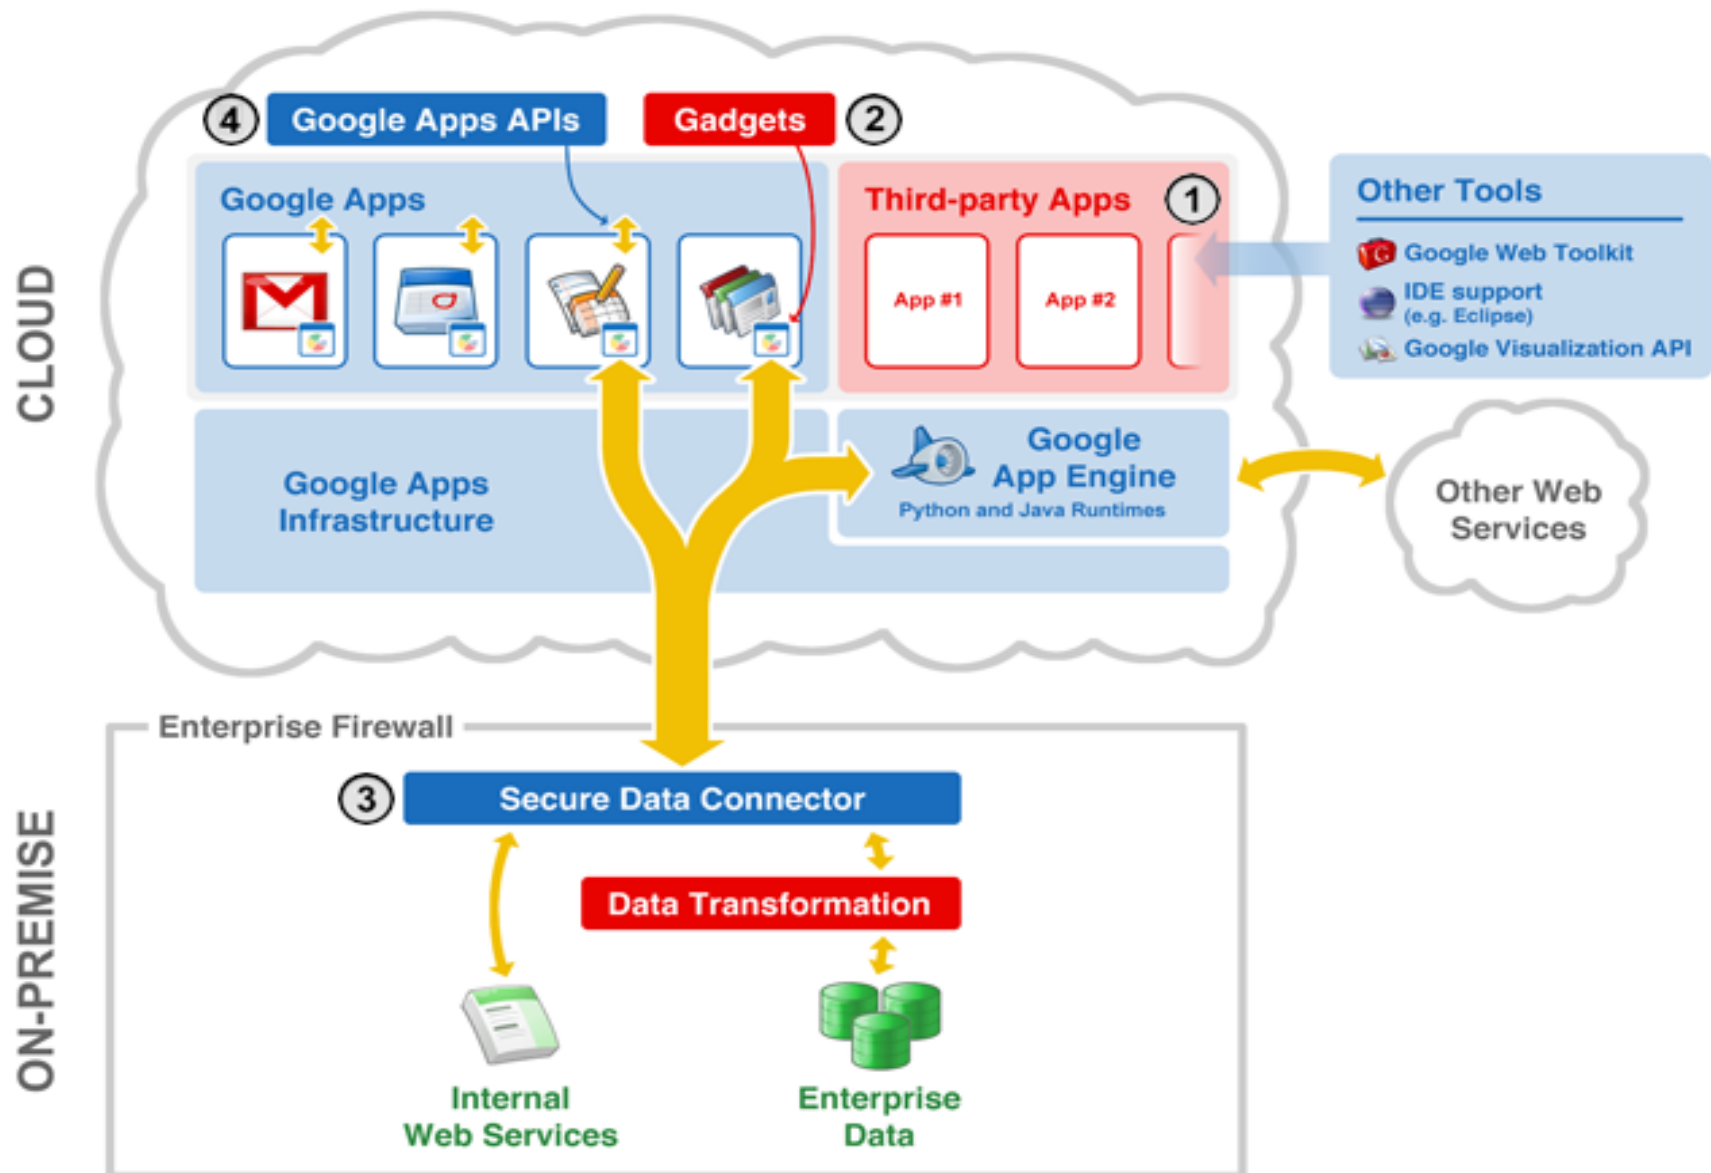 CLOUD
4
Google Apps APIs
Gadgets
2
Google Apps
Third-party Apps
1
App #1
App #2
Other Tools
Google Web Toolkit
IDE support
(e.g. Eclipse)
Google Visualization API
Google Apps
Infrastructure
Google
App Engine
Python and Java Runtimes
Other Web
Services
ON-PREMISE
Enterprise Firewall
3
Secure Data Connector
Data Transformation
Internal
Web Services
Enterprise
Data